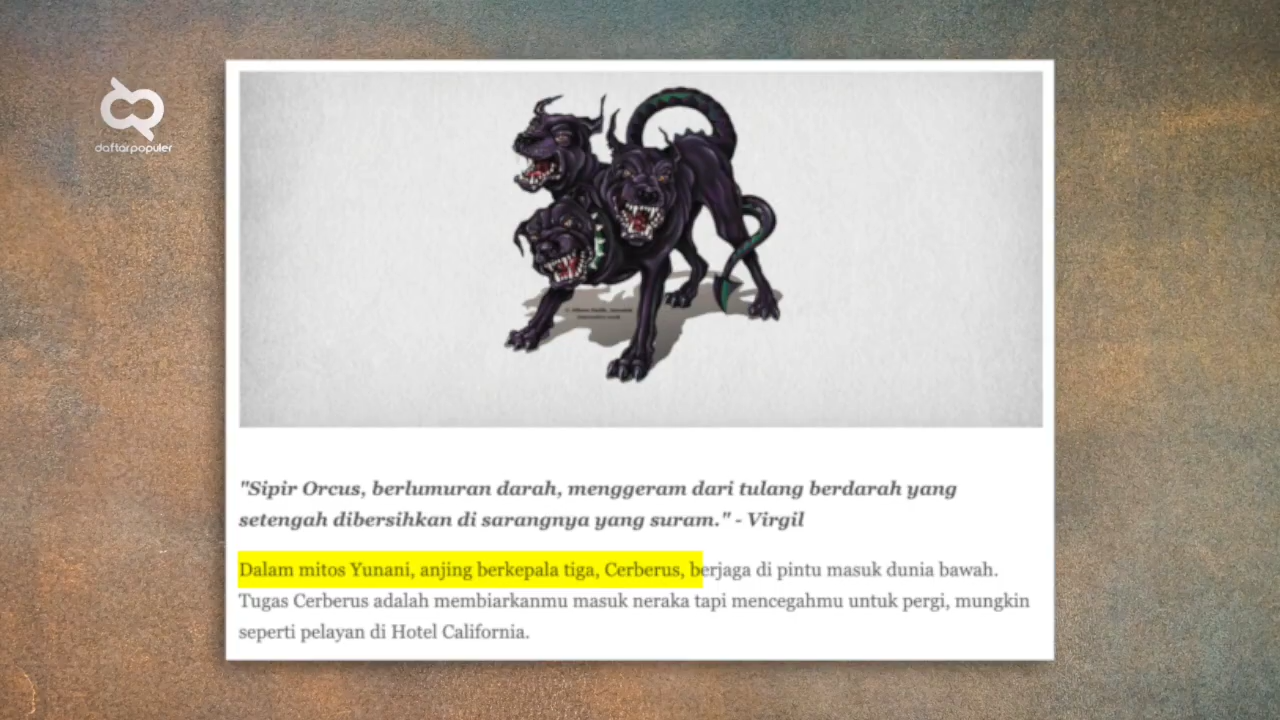 daftarpopuler
"Sipir Orcus, berlumuran darah, menggeram dari tulang berdarah yang
setengah dibersihkan di sarangnya yang suram." - Virgil
Dalam mitos Yunani, anjing berkepala tiga, Cerberus, berjaga di pintu masuk dunia bawah.
Tugas Cerberus adalah membiarkanmu masuk neraka tapi mencegahmu untuk pergi, mungkin
seperti pelayan di Hotel California.